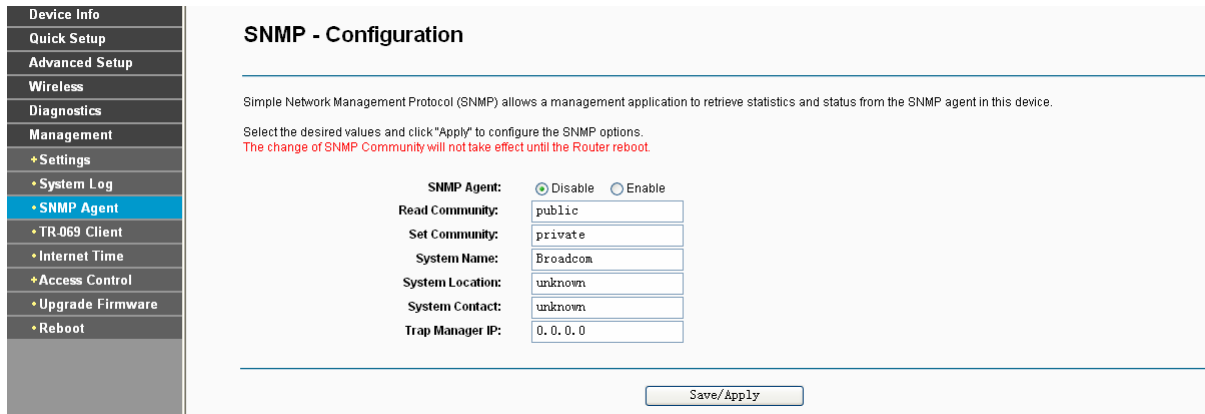 Device Info
Quick Setup
Advanced Setup
Wireless
Diagnostics
Management
+Settings
•System Log
•SNMP Agent
•TR-069 Client
•Internet Time
+Access Control
•Upgrade Firmware
•Reboot
SNMP - Configuration
Simple Network Management Protocol (SNMP) allows a management application to retrieve statistics and status from the SNMP agent in this device.
Select the desired values and click "Apply" to configure the SNMP options.
The change of SNMP Community will not take effect until the Router reboot.
SNMP Agent: Disable Enable
Read Community: public
Set Community: private
System Name: Broadcom
System Location: unknown
System Contact: unknown
Trap Manager IP: 0.0.0.0
Save/Apply